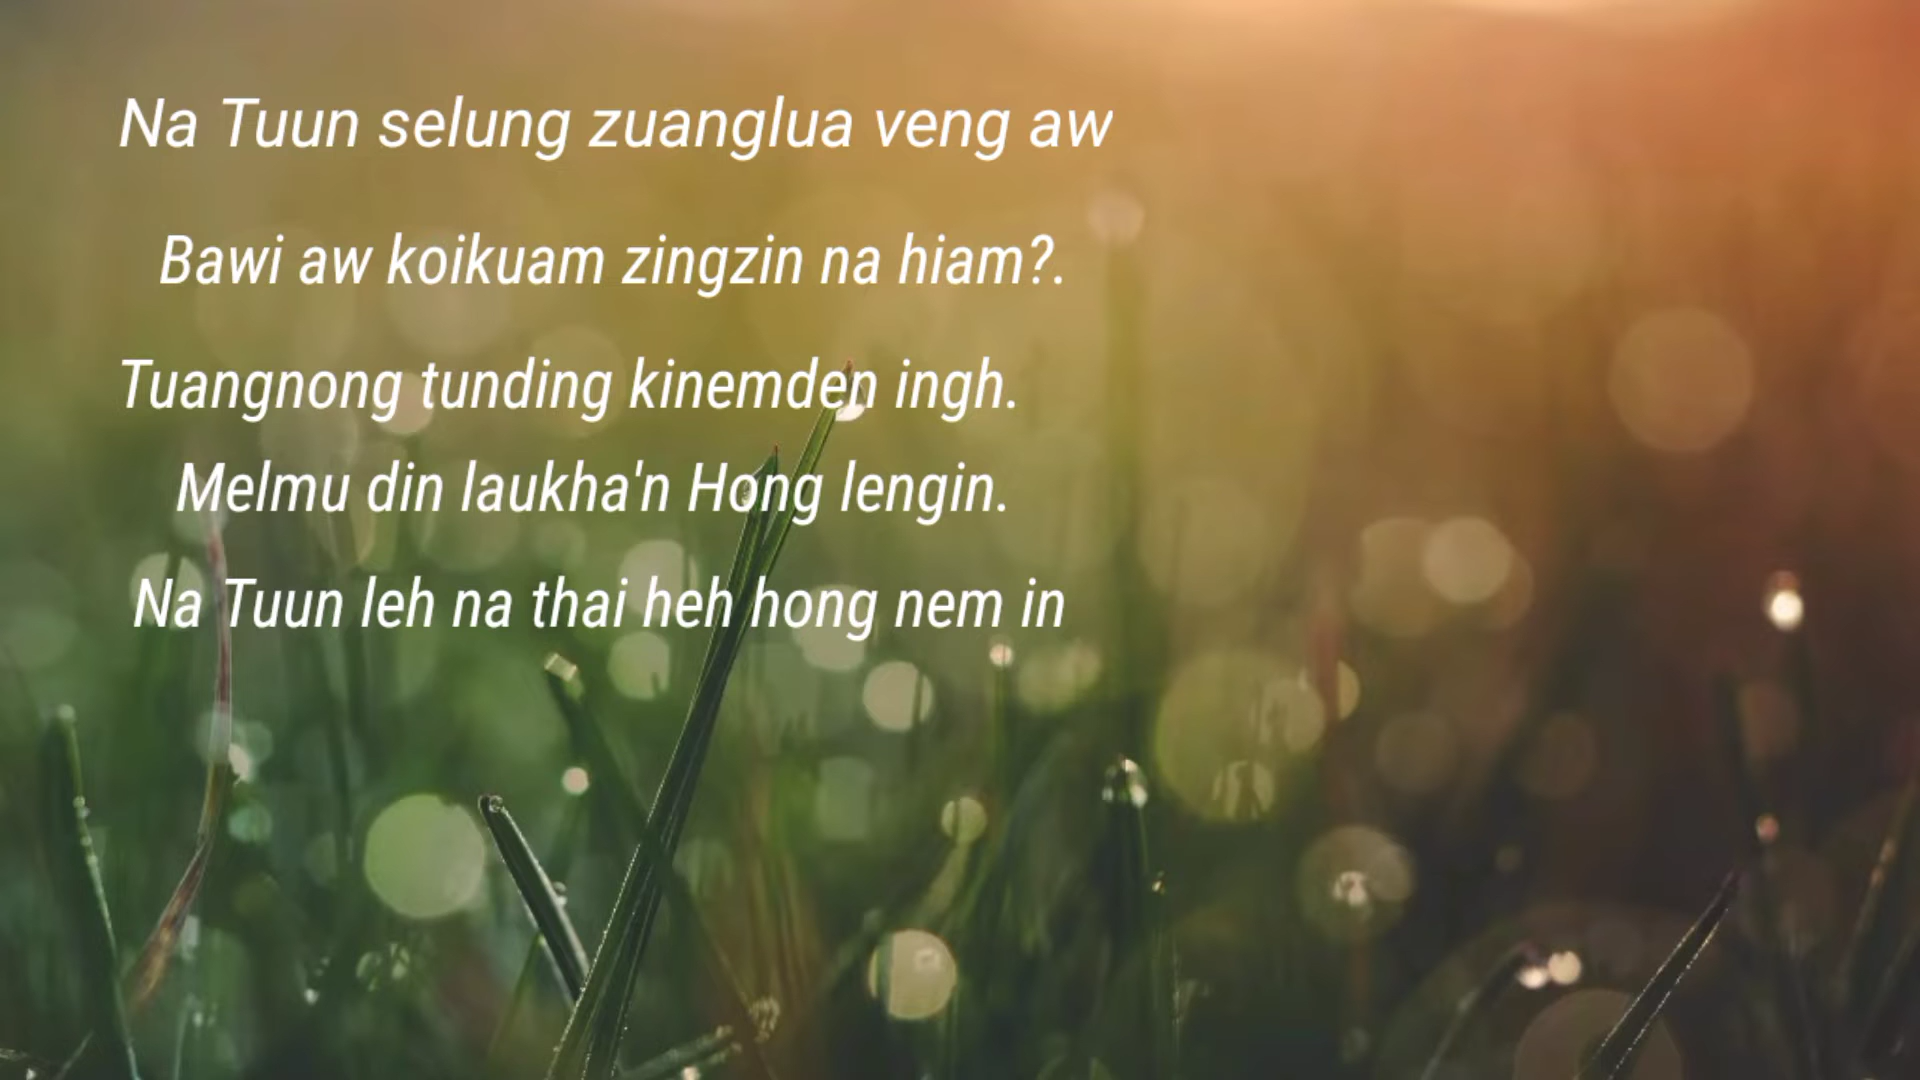 Na Tuun selung zuanglua veng aw
Bawi aw koikuam zingzin na hiam?.
Tuangnong tunding kinemden ingh.
Melmu din laukha'n Hong lengin.
Na Tuun leh na thai heh hong nem in